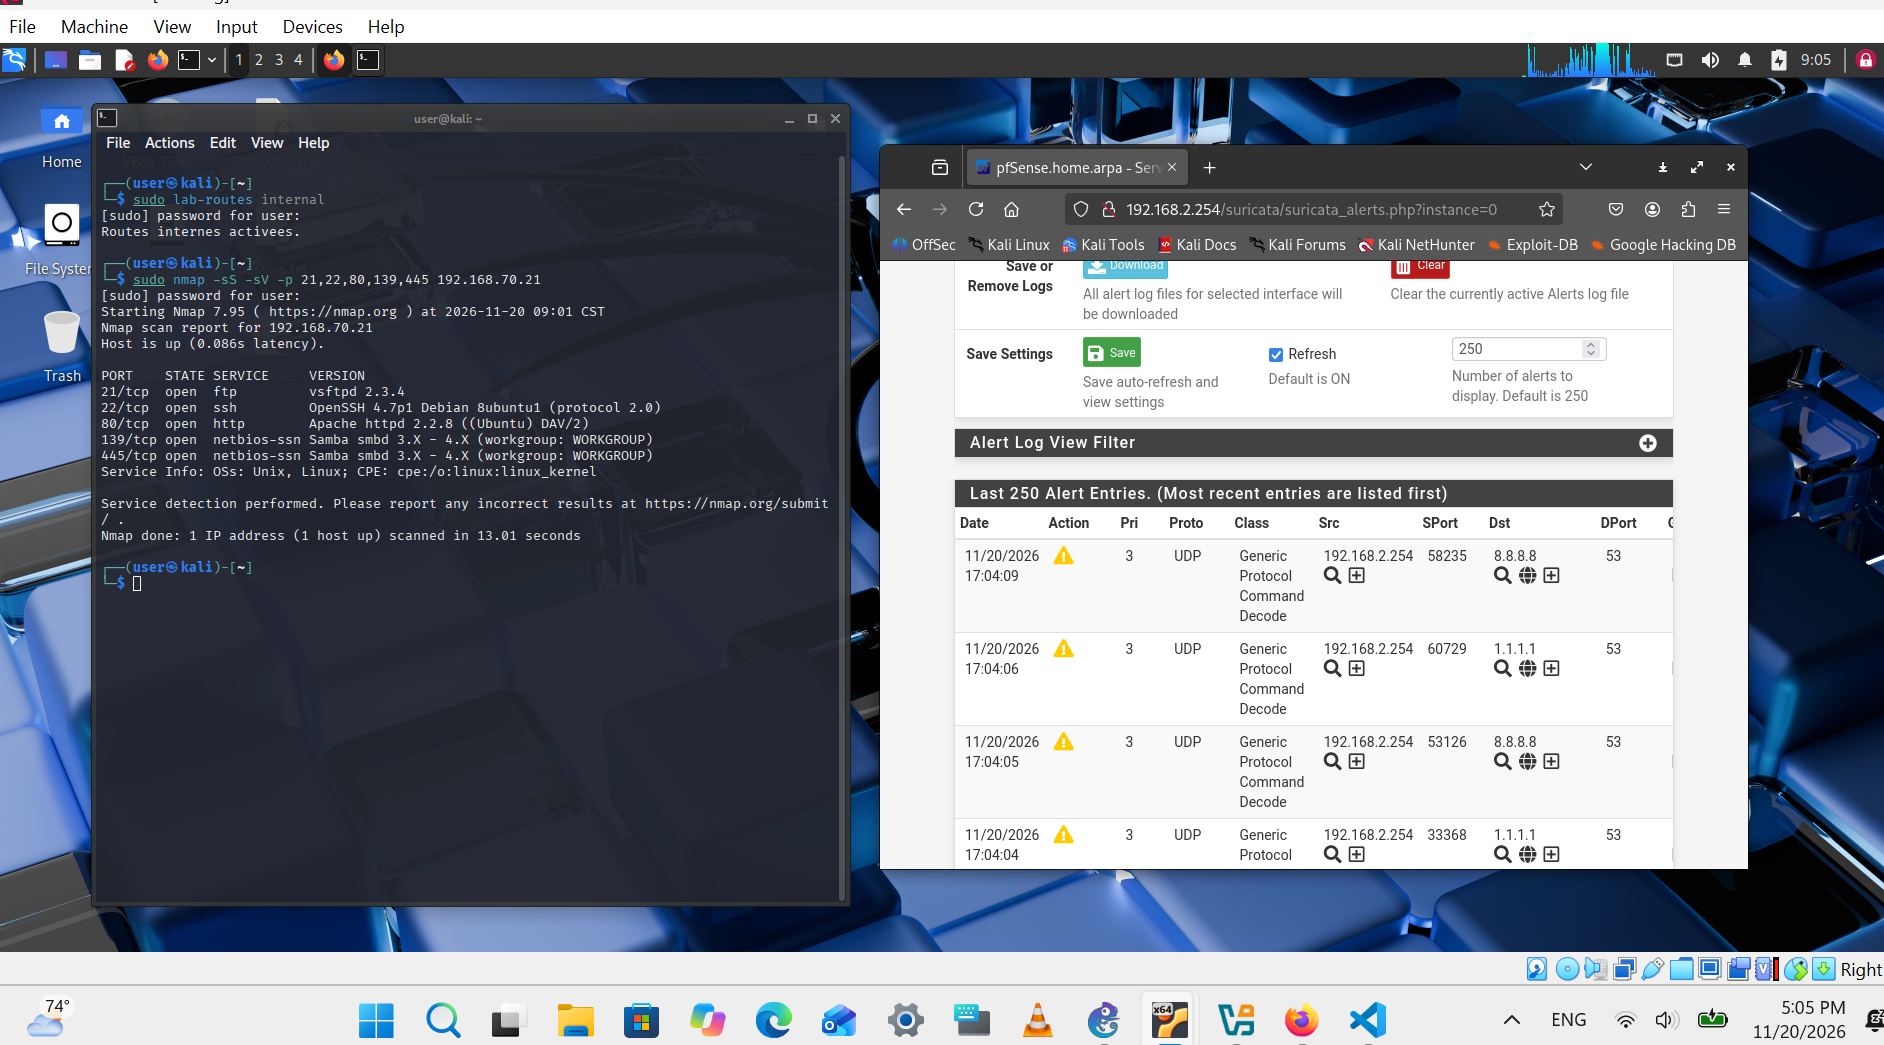 File Machine View Input Devices Help
1 2 3 4
9:05
Home
File System
Trash
user@kali: ~
File Actions Edit View Help
┌──(user㉿kali)-[~]
└─$ sudo lab-routes internal
[sudo] password for user:
Routes internes activees.
┌──(user㉿kali)-[~]
└─$ sudo nmap -sS -sV -p 21,22,80,139,445 192.168.70.21
[sudo] password for user:
Starting Nmap 7.95 ( https://nmap.org ) at 2026-11-20 09:01 CST
Nmap scan report for 192.168.70.21
Host is up (0.086s latency).
PORT STATE SERVICE VERSION
21/tcp open ftp vsftpd 2.3.4
22/tcp open ssh OpenSSH 4.7p1 Debian 8ubuntu1 (protocol 2.0)
80/tcp open http Apache httpd 2.2.8 ((Ubuntu) DAV/2)
139/tcp open netbios-ssn Samba smbd 3.X - 4.X (workgroup: WORKGROUP)
445/tcp open netbios-ssn Samba smbd 3.X - 4.X (workgroup: WORKGROUP)
Service Info: OSs: Unix, Linux; CPE: cpe:/o:linux:linux_kernel
Service detection performed. Please report any incorrect results at https://nmap.org/submit
/ .
Nmap done: 1 IP address (1 host up) scanned in 13.01 seconds
┌──(user㉿kali)-[~]
└─$
pfSense.home.arpa - Serv
192.168.2.254/suricata/suricata_alerts.php?instance=0
OffSec Kali Linux Kali Tools Kali Docs Kali Forums Kali NetHunter Exploit-DB Google Hacking DB
Save or
Remove Logs
Download
All alert log files for selected interface will
be downloaded
Clear
Clear the currently active Alerts log file
Save Settings
Save
Save auto-refresh and
view settings
Refresh
Default is ON
250
Number of alerts to
display. Default is 250
Alert Log View Filter
Last 250 Alert Entries. (Most recent entries are listed first)
Date Action Pri Proto Class Src SPort Dst DPort
11/20/2026 3 UDP Generic 192.168.2.254 58235 8.8.8.8 53
17:04:09 Protocol
Command
Decode
11/20/2026 3 UDP Generic 192.168.2.254 60729 1.1.1.1 53
17:04:06 Protocol
Command
Decode
11/20/2026 3 UDP Generic 192.168.2.254 53126 8.8.8.8 53
17:04:05 Protocol
Command
Decode
11/20/2026 3 UDP Generic 192.168.2.254 33368 1.1.1.1 53
17:04:04 Protocol
Right
74°
x64
ENG
5:05 PM
11/20/2026